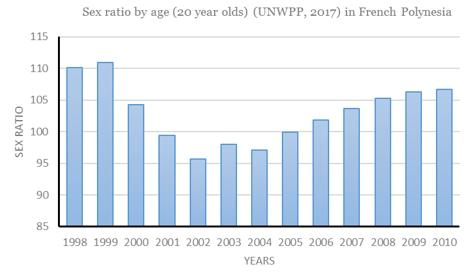 Sex ratio by age (20 year olds) (UNWPP, 2017) in French Polynesia
115
110
105
100
95
90
85
SEX RATIO
1998 1999 2000 2001 2002 2003 2004 2005 2006 2007 2008 2009 2010
YEARS